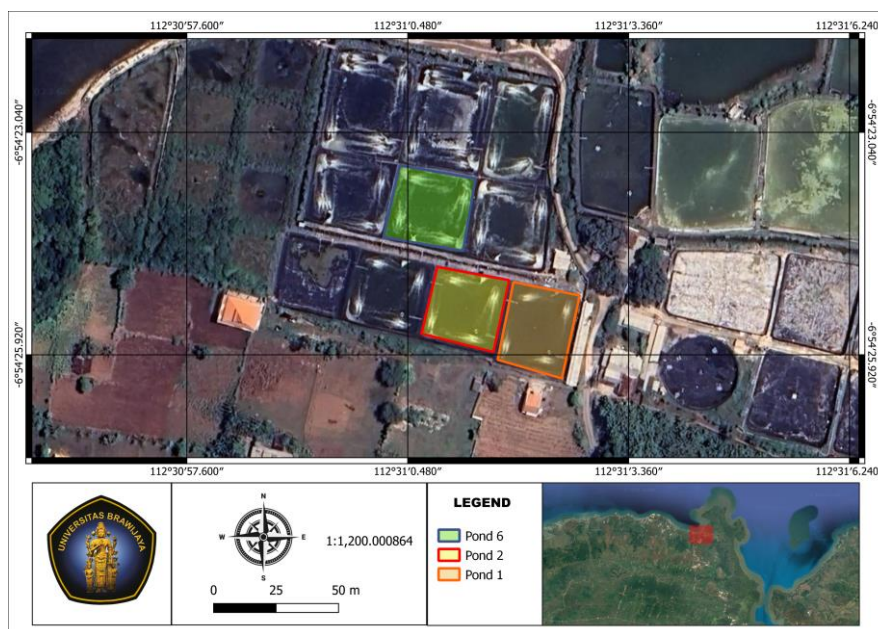 112°30'57.600" 112°31'0.480" 112°31'3.360" 112°31'6.240"
-6°54'23.040" -6°54'23.040"
-6°54'25.920" -6°54'25.920"
112°30'57.600" 112°31'0.480" 112°31'3.360" 112°31'6.240"
UNIVERSITAS BRAWIJAYA
N
W E
S
1:1,200.000864
0 25 50 m
LEGEND
Pond 6
Pond 2
Pond 1